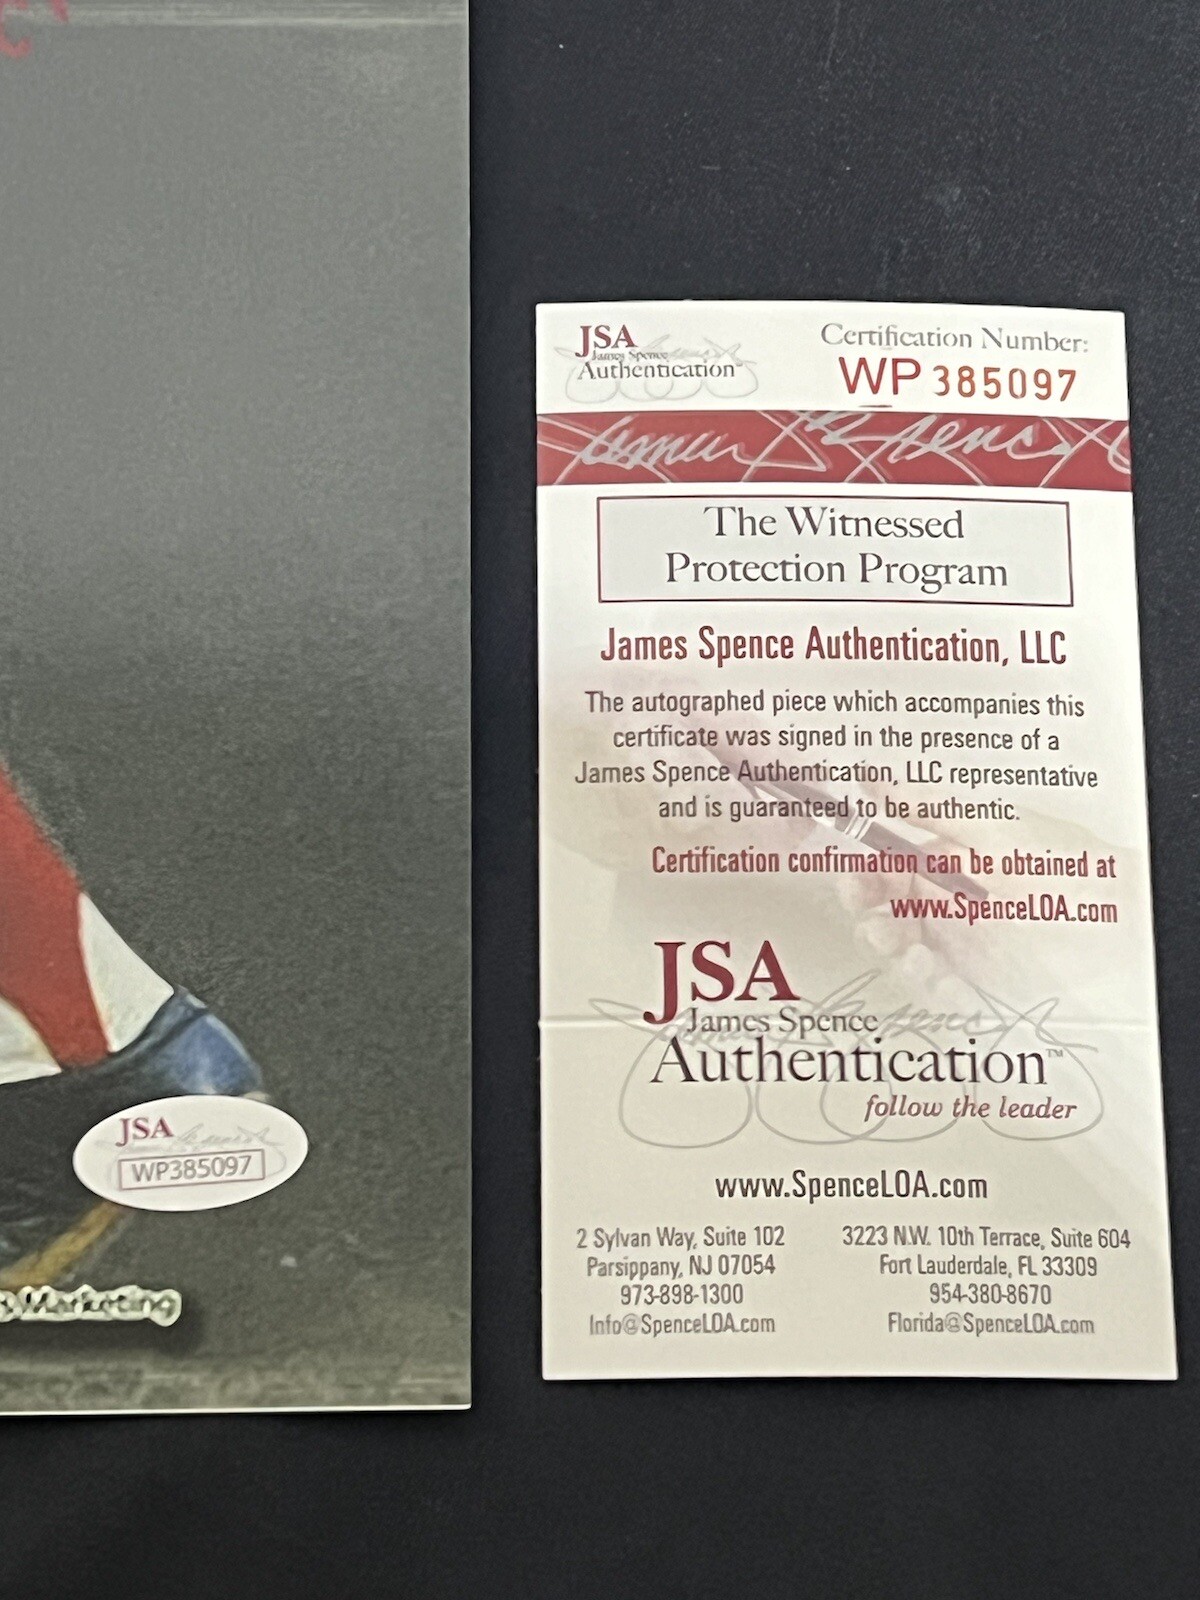 JSA
James Spence
Authentication
Certification Number:
WP 385097
James Spence
The Witnessed
Protection Program
James Spence Authentication, LLC
The autographed piece which accompanies this
certificate was signed in the presence of a
James Spence Authentication, LLC representative
and is guaranteed to be authentic.
Certification confirmation can be obtained at
www.SpenceLOA.com
JSA
James Spence
Authentication™
follow the leader
www.SpenceLOA.com
2 Sylvan Way, Suite 102
Parsippany, NJ 07054
973-898-1300
Info@SpenceLOA.com
3223 N.W. 10th Terrace, Suite 604
Fort Lauderdale, FL 33309
954-380-8670
Florida@SpenceLOA.com
JSA
WP385097
Marketing